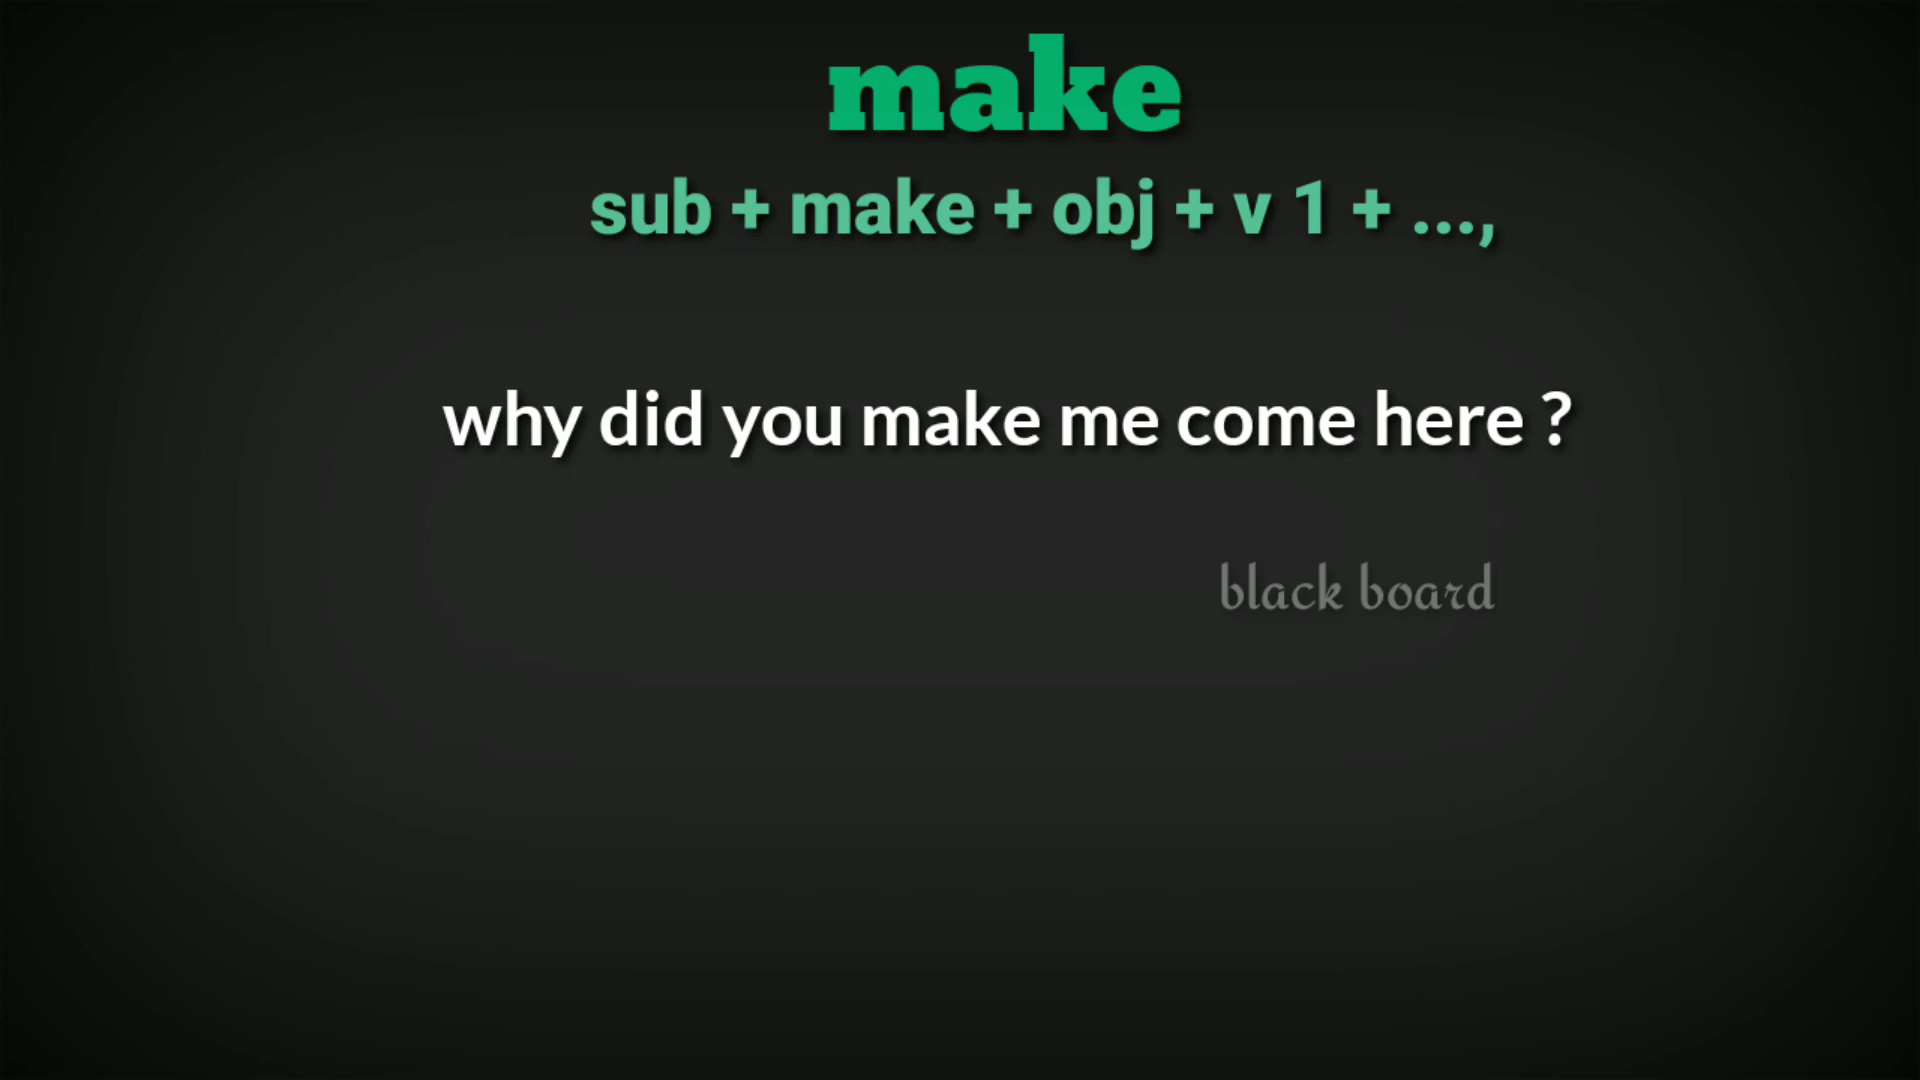 make
sub + make + obj + v 1 + ...,
why did you make me come here ?
black board